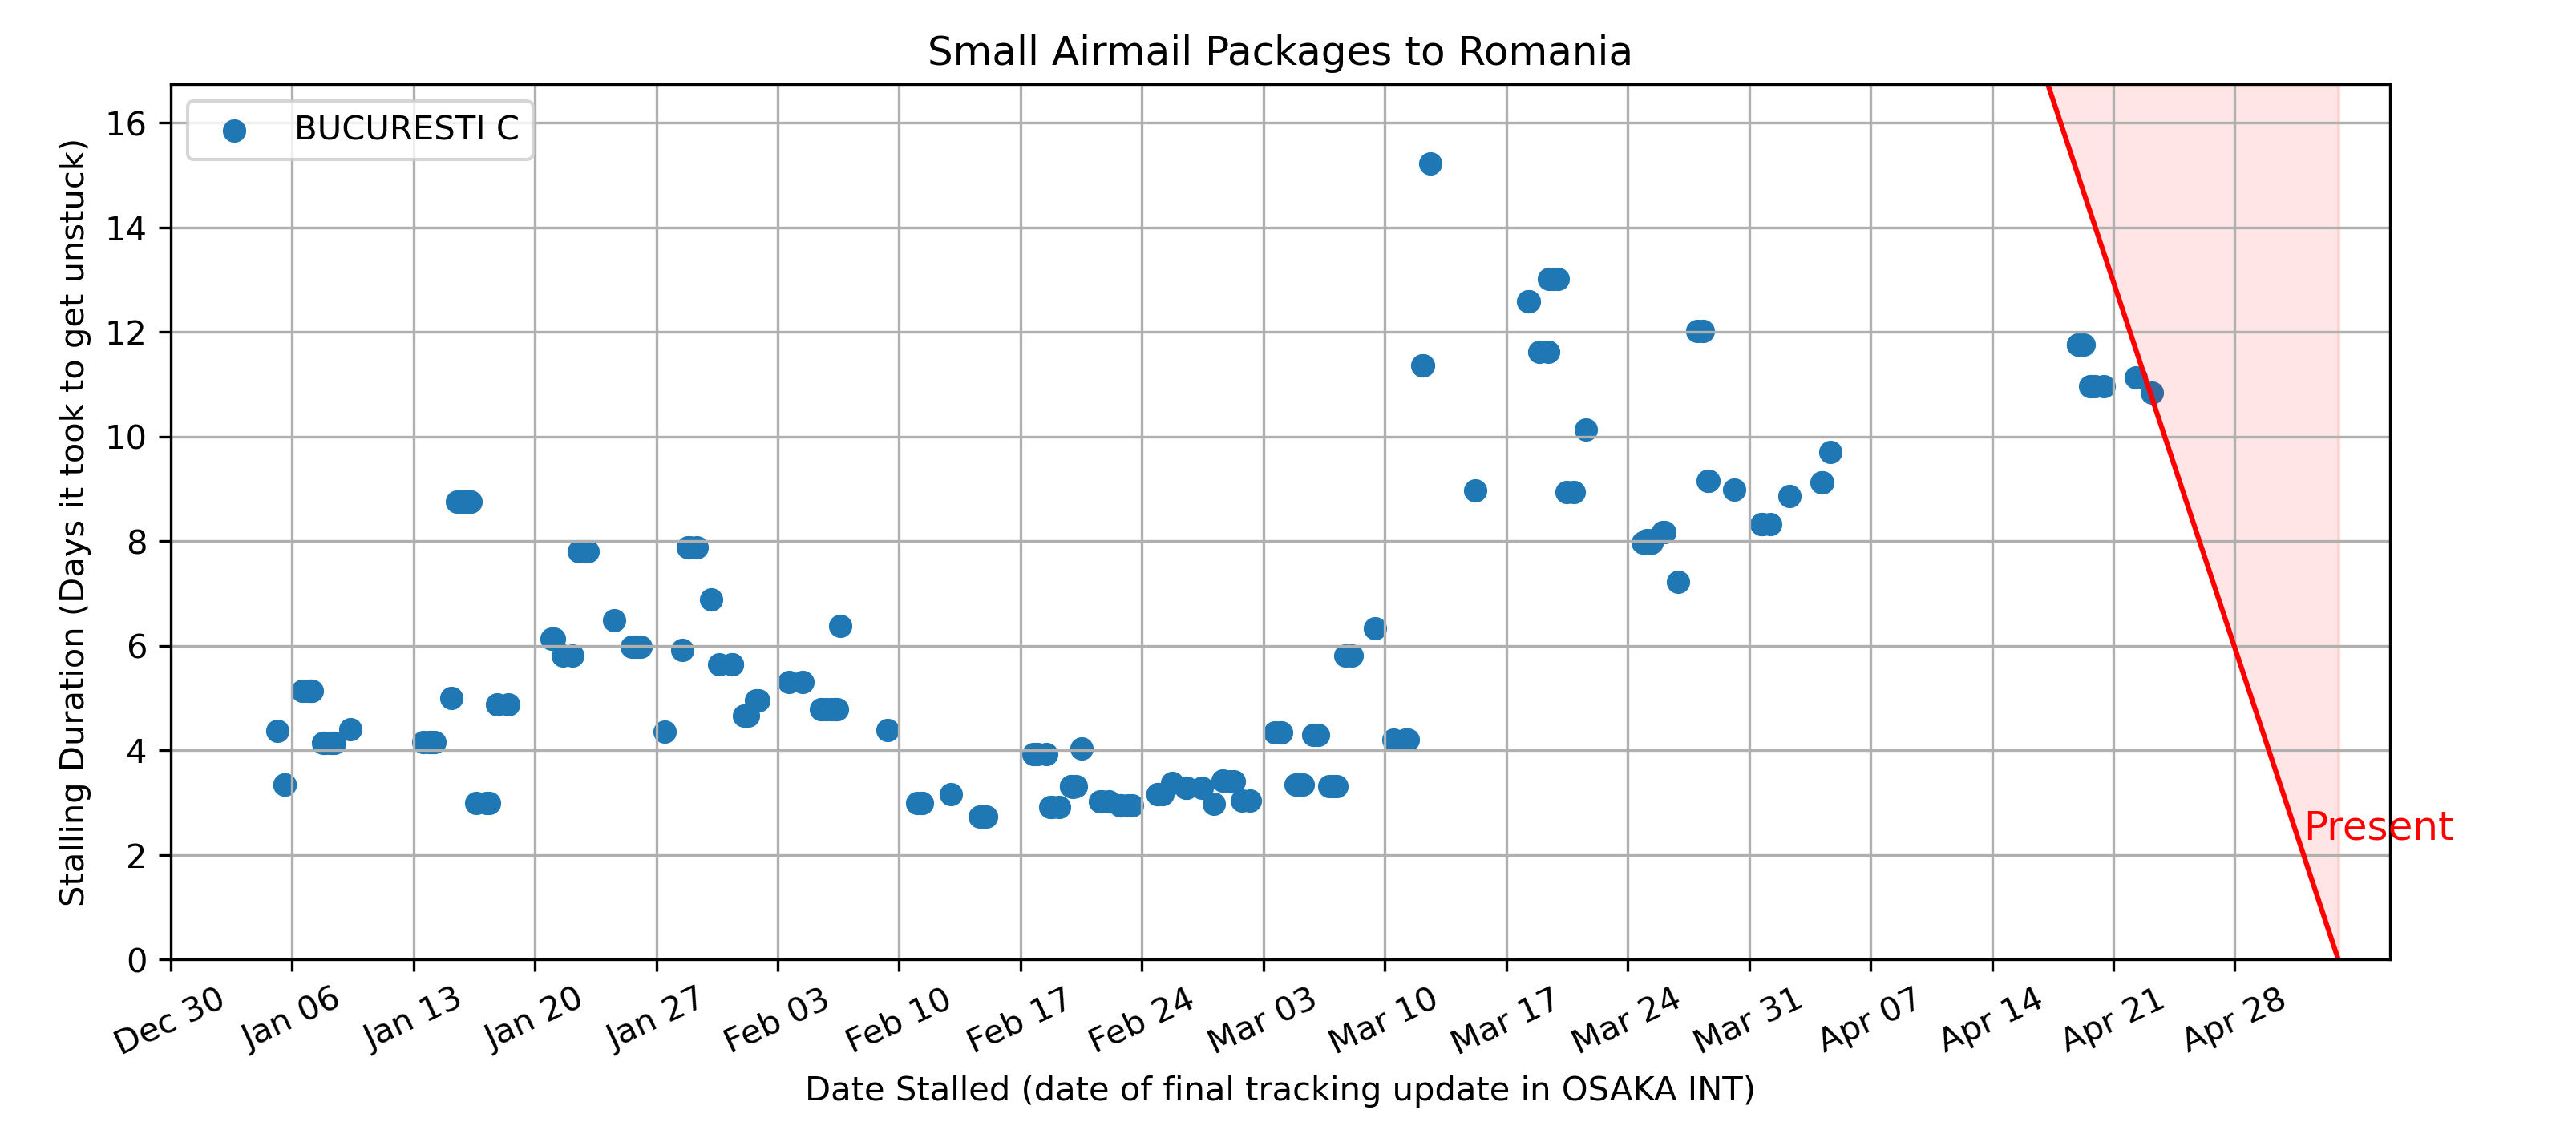 Small Airmail Packages to Romania
BUCURESTI C
Stalling Duration (Days it took to get unstuck)
16
14
12
10
8
6
4
2
0
Present
Dec 30
Jan 06
Jan 13
Jan 20
Jan 27
Feb 03
Feb 10
Feb 17
Feb 24
Mar 03
Mar 10
Mar 17
Mar 24
Mar 31
Apr 07
Apr 14
Apr 21
Apr 28
Date Stalled (date of final tracking update in OSAKA INT)